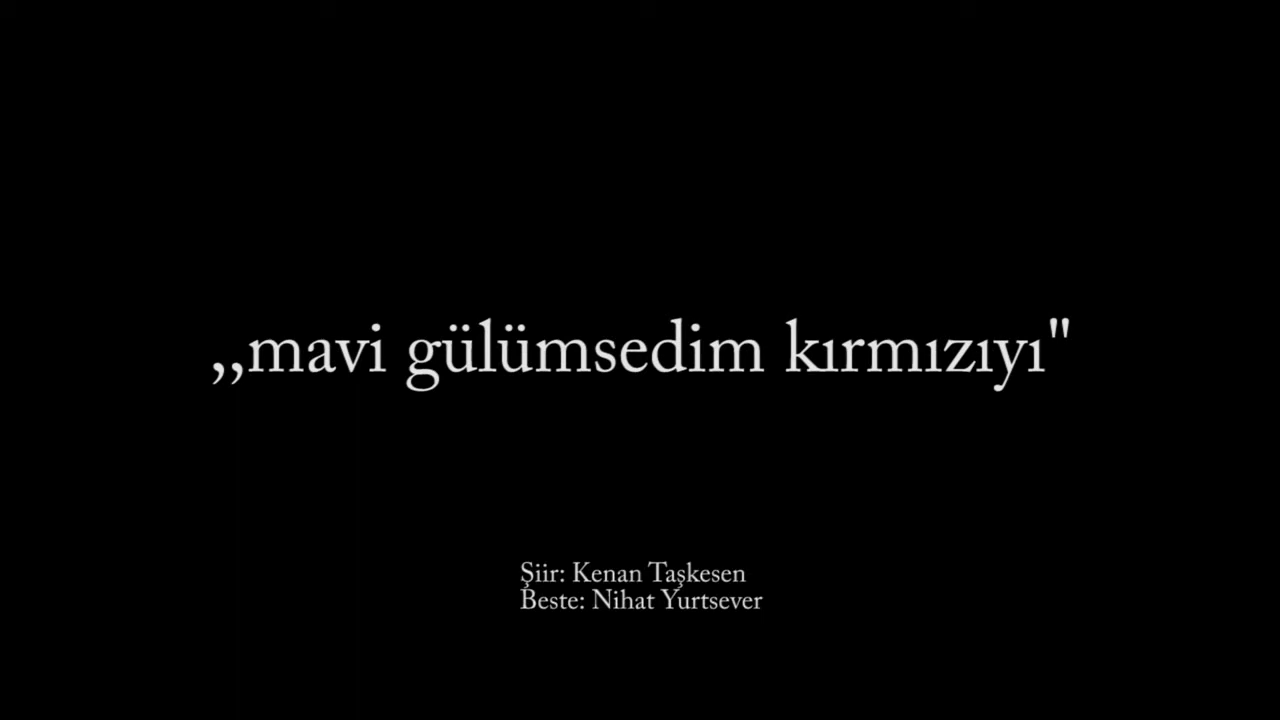 ,,mavi gülümsedim kırmızıyı"
Şiir: Kenan Taşkesen
Beste: Nihat Yurtsever